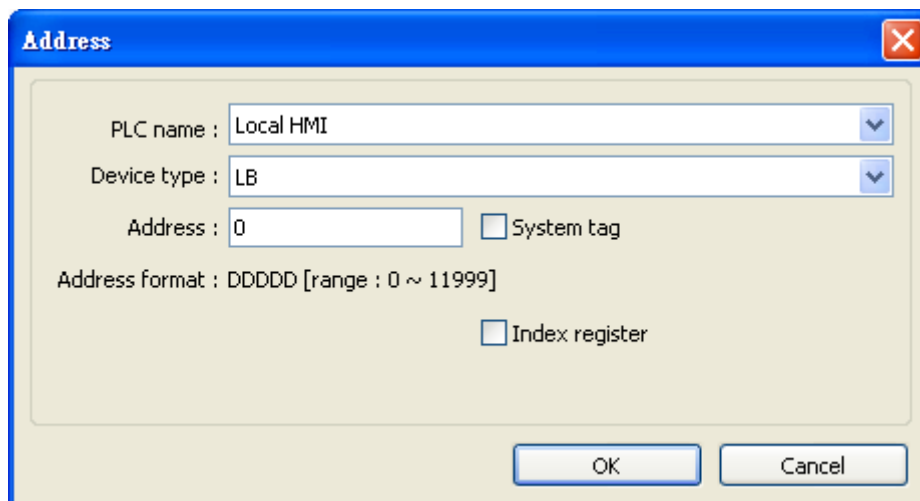 Address
PLC name : Local HMI
Device type : LB
Address : 0 System tag
Address format : DDDDD [range : 0 ~ 11999]
Index register
OK Cancel